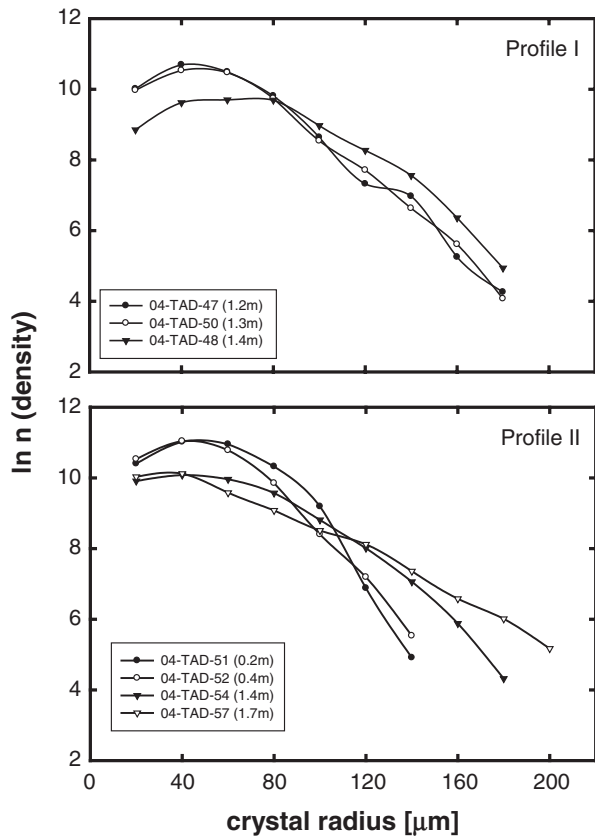 12
Profile I
10
8
6
04-TAD-47 (1.2m)
04-TAD-50 (1.3m)
4
04-TAD-48 (1.4m)
2
ln n (density)
12
Profile II
10
8
6
04-TAD-51 (0.2m)
04-TAD-52 (0.4m)
4
04-TAD-54 (1.4m)
04-TAD-57 (1.7m)
2
0 40 80 120 160 200
crystal radius [μm]